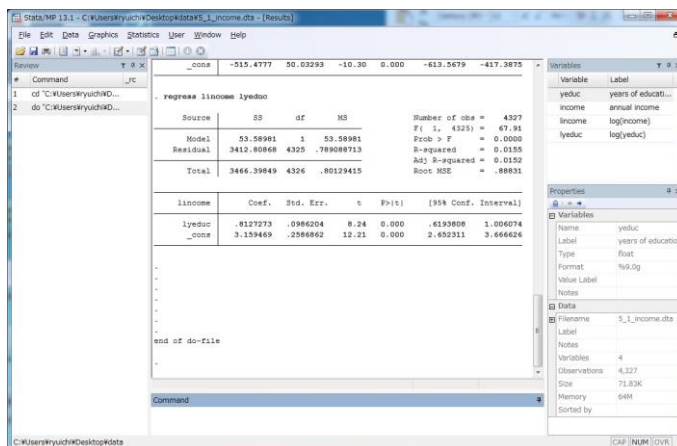 Stata/MP 13.1 - C:¥Users¥ryuichi¥Desktop¥data¥5_1_income.dta - [Results]
File Edit Data Graphics Statistics User Window Help
Review
# Command _rc
1 cd "C:¥Users¥ryuichi¥D...
2 do "C:¥Users¥ryuichi¥D...
_cons -515.4777 50.03293 -10.30 0.000 -613.5679 -417.3875
. regress lincome lyeduc
Source SS df MS Number of obs = 4327
F( 1, 4325) = 67.91
Model 53.58981 1 53.58981 Prob > F = 0.0000
Residual 3412.80868 4325 .789088713 R-squared = 0.0155
Adj R-squared = 0.0152
Total 3466.39849 4326 .80129415 Root MSE = .88831
lincome Coef. Std. Err. t P>|t| [95% Conf. Interval]
lyeduc .8127273 .0986204 8.24 0.000 .6193808 1.006074
_cons 3.159469 .2586862 12.21 0.000 2.652311 3.666626
.
.
.
.
.
.
end of do-file
.
Command
Variables
Variable Label
yeduc years of educati...
income annual income
lincome log(income)
lyeduc log(yeduc)
Properties
Variables
Name yeduc
Label years of educatio
Type float
Format %9.0g
Value Label
Notes
Data
Filename 5_1_income.dta
Label
Notes
Variables 4
Observations 4,327
Size 71.83K
Memory 64M
Sorted by
C:¥Users¥ryuichi¥Desktop¥data
CAP NUM OVR